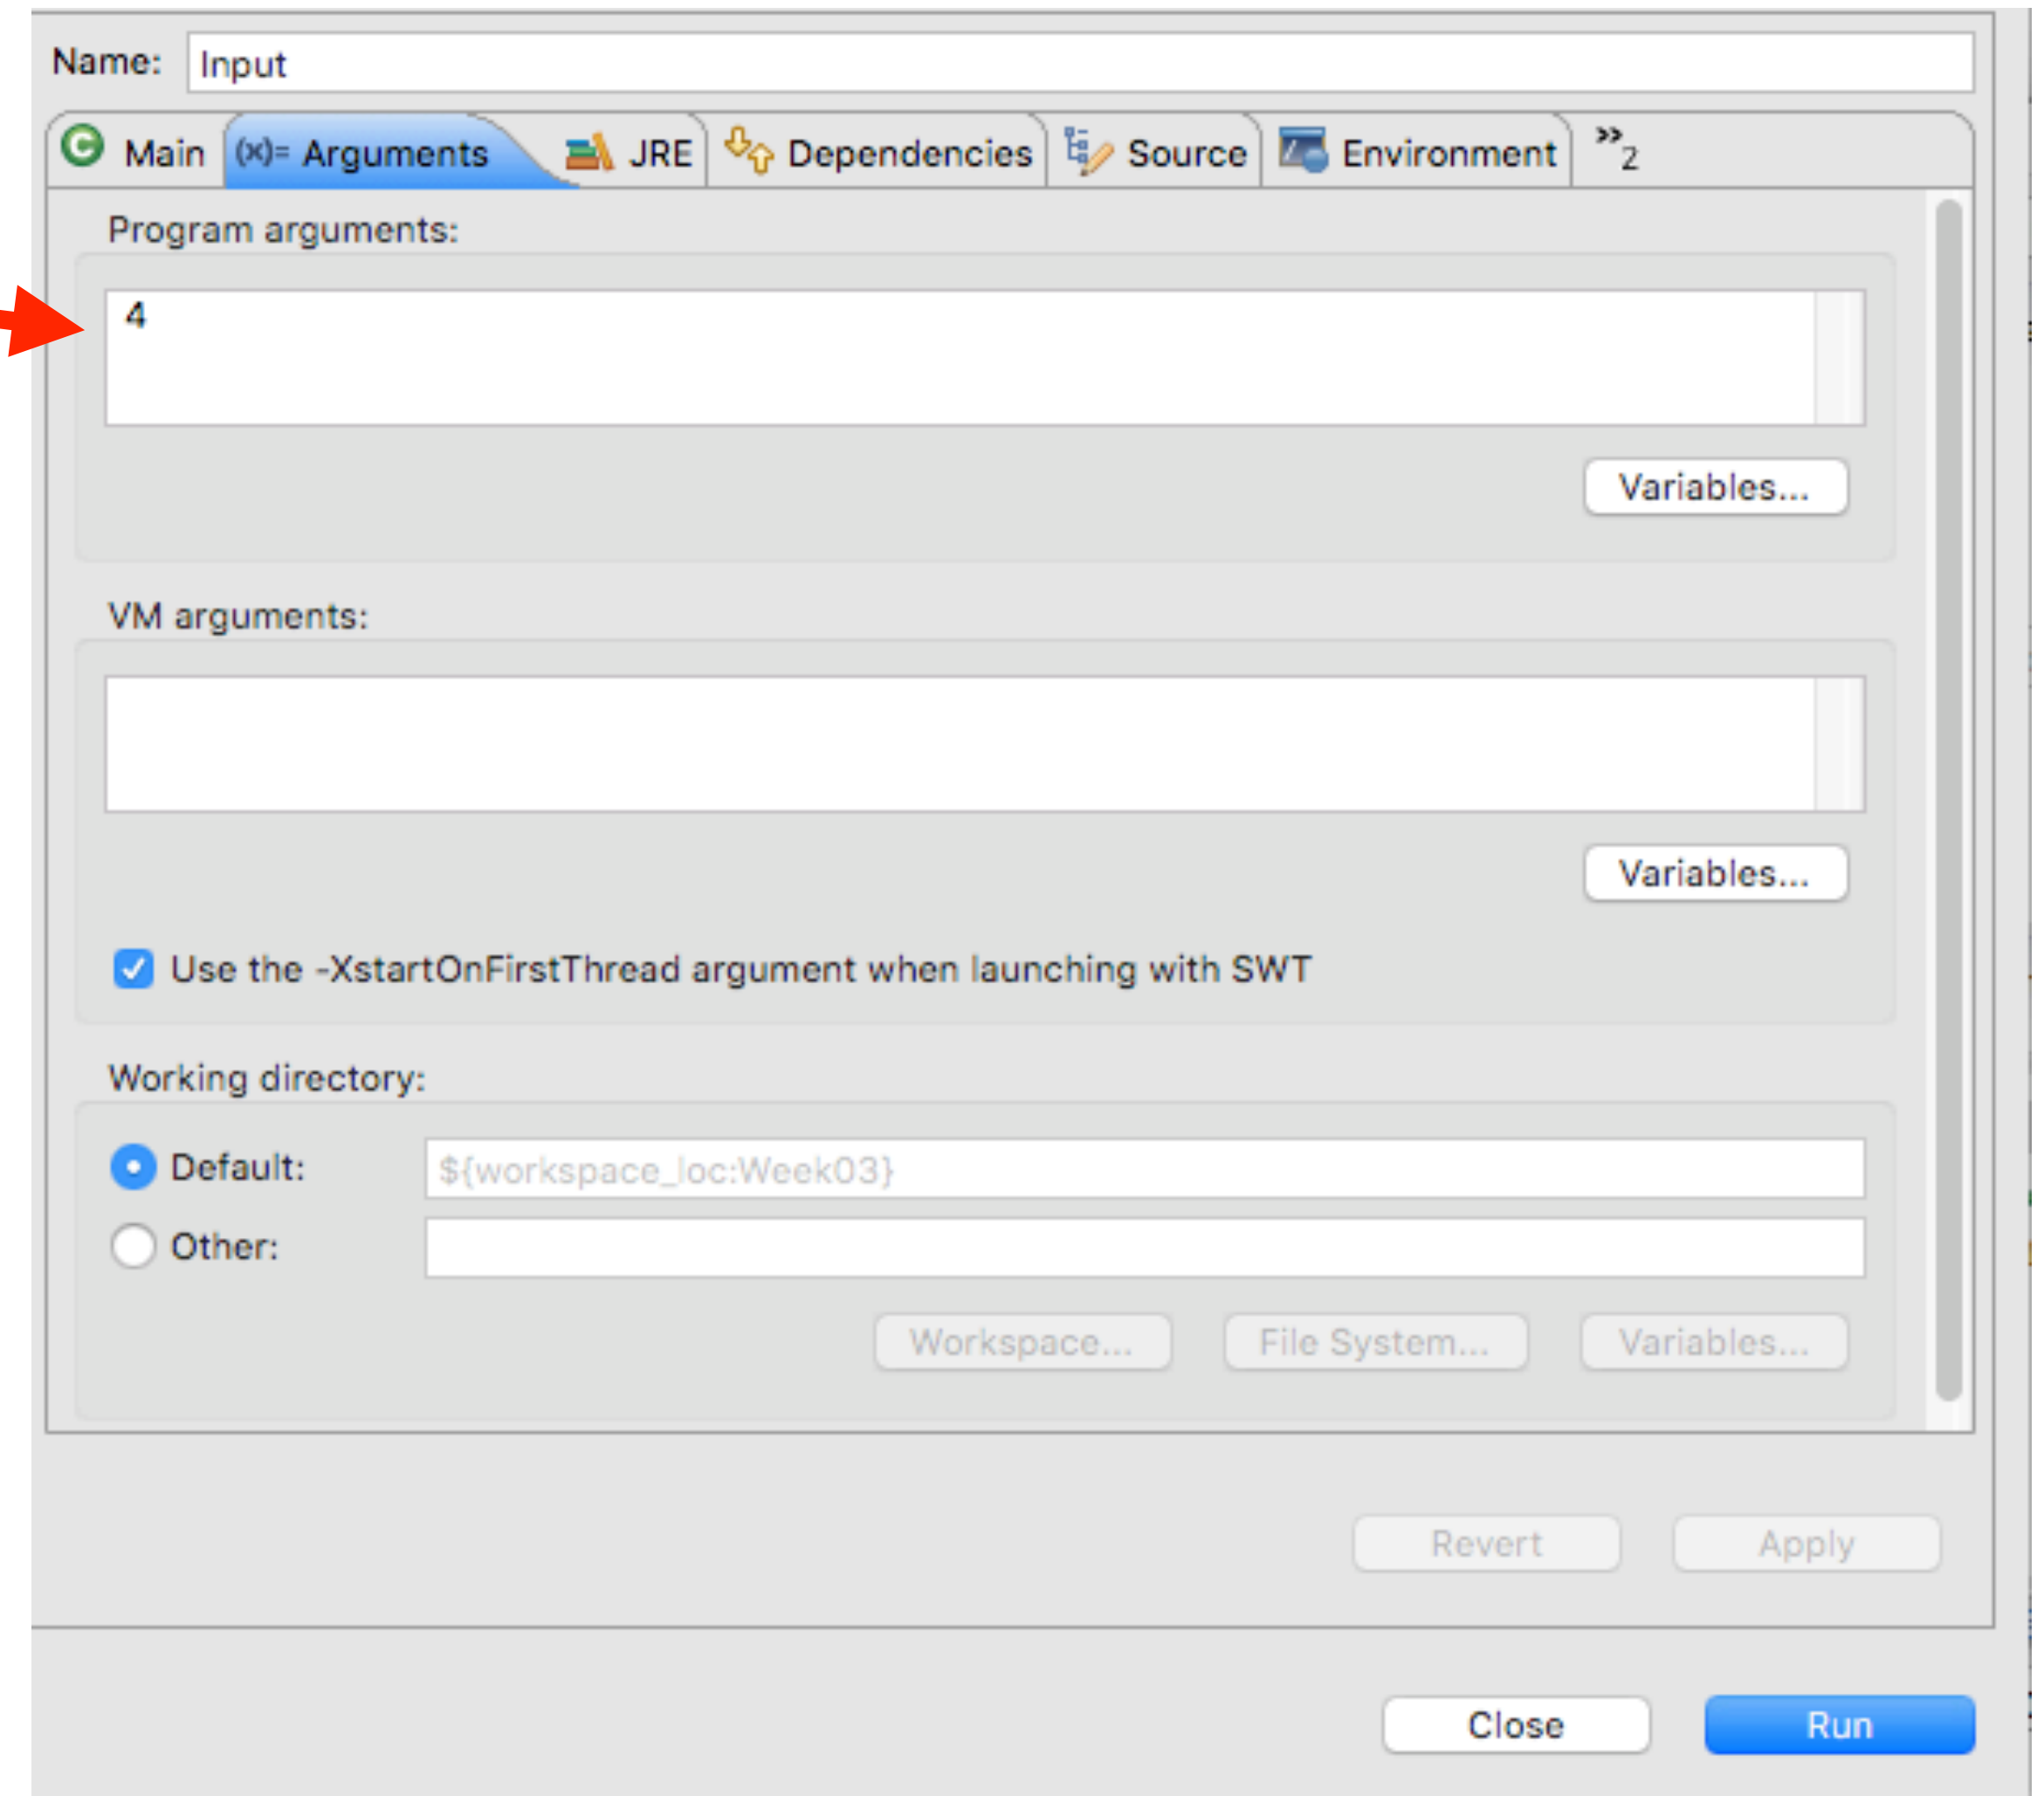 Name: Input
Main (x)= Arguments JRE Dependencies Source Environment »2
Program arguments:
4
Variables...
VM arguments:
Variables...
Use the -XstartOnFirstThread argument when launching with SWT
Working directory:
Default: ${workspace_loc:Week03}
Other:
Workspace... File System... Variables...
Revert Apply
Close Run